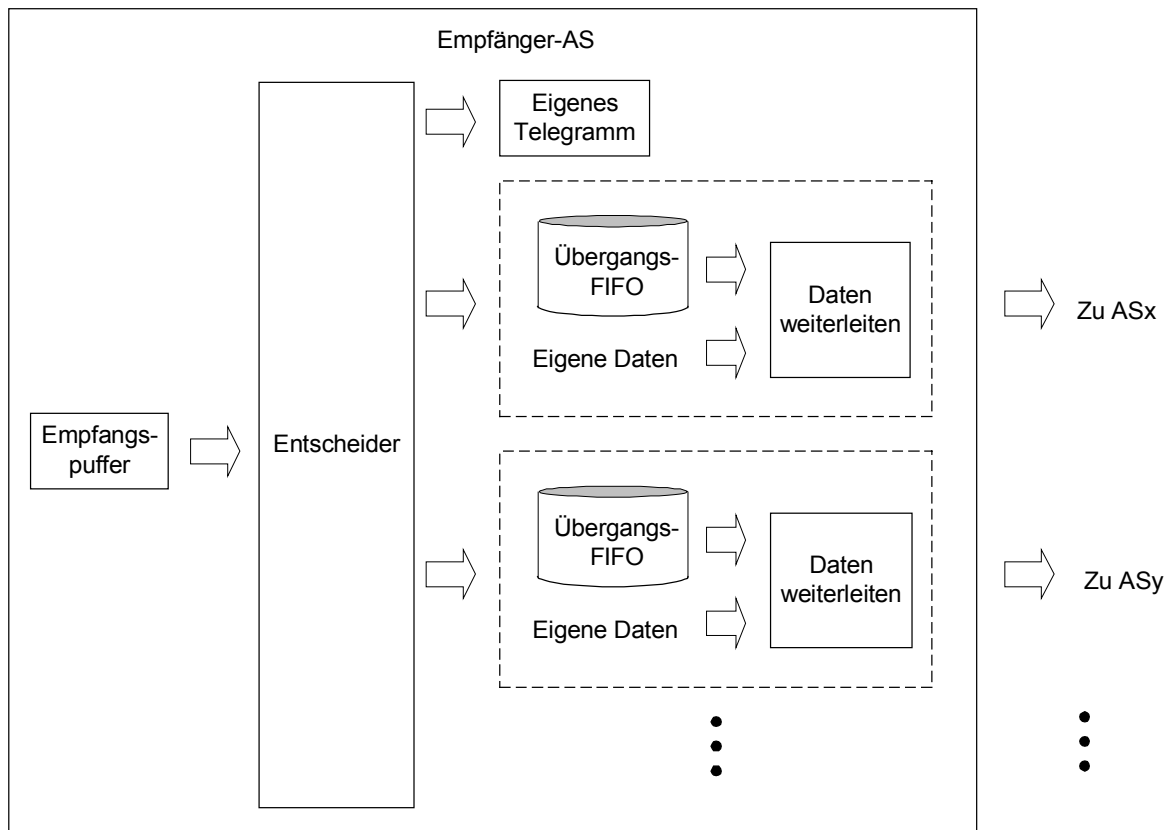 Empfänger-AS
Eigenes
Telegramm
Übergangs-
FIFO
Daten
weiterleiten
Eigene Daten
Zu ASx
Empfangs-
puffer
Entscheider
Übergangs-
FIFO
Daten
weiterleiten
Eigene Daten
Zu ASy